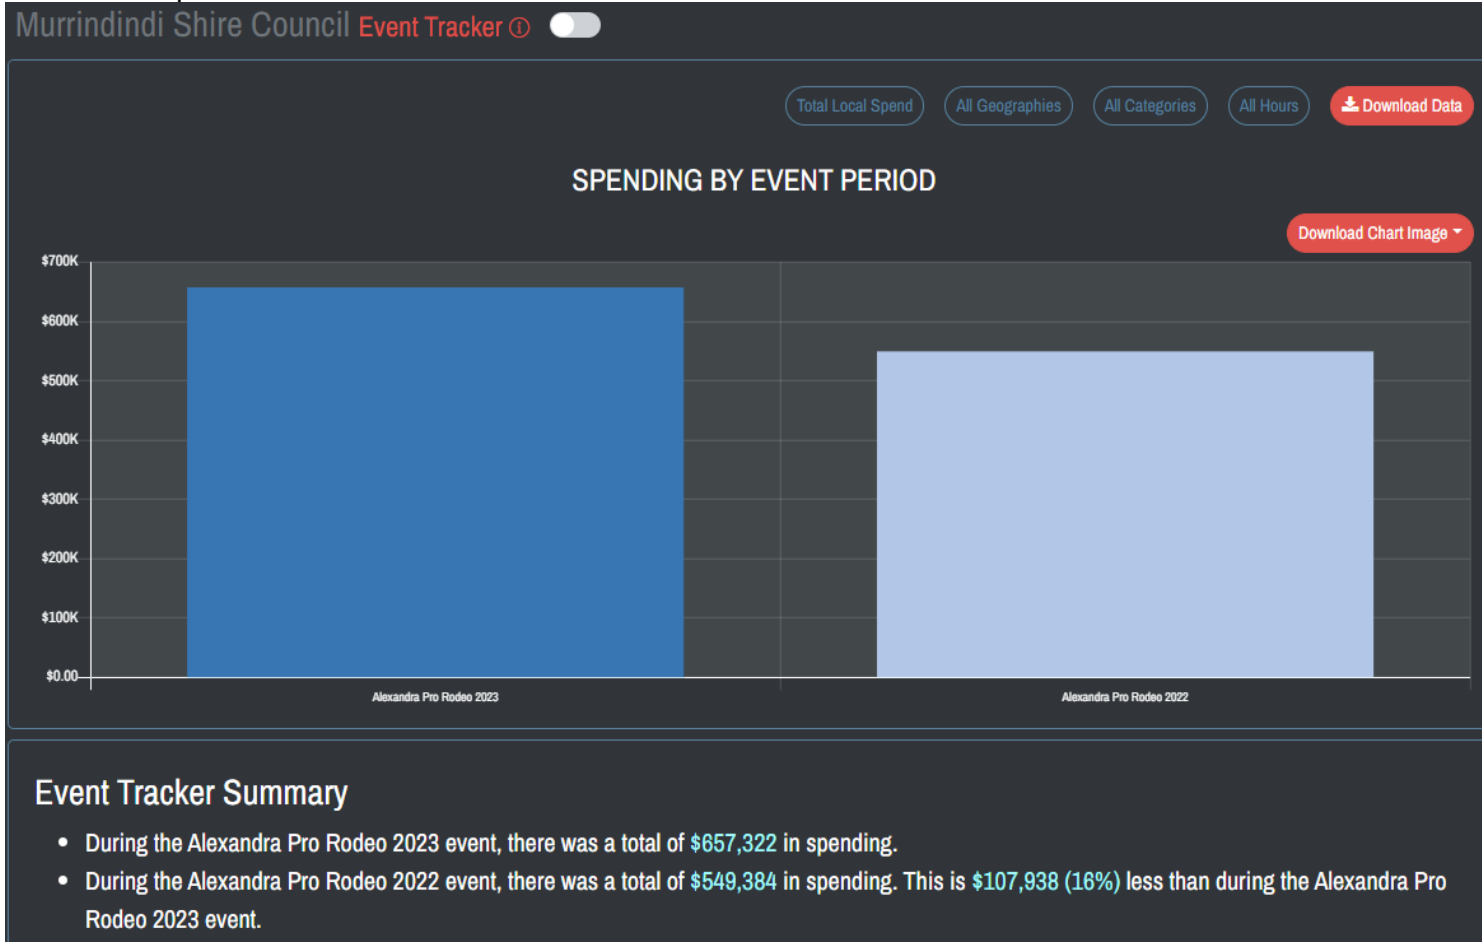 Murrindindi Shire Council Event Tracker
Total Local Spend All Geographies All Categories All Hours Download Data
SPENDING BY EVENT PERIOD
Download Chart Image
$700K
$600K
$500K
$400K
$300K
$200K
$100K
$0.00
Alexandra Pro Rodeo 2023 Alexandra Pro Rodeo 2022
Event Tracker Summary
• During the Alexandra Pro Rodeo 2023 event, there was a total of $657,322 in spending.
• During the Alexandra Pro Rodeo 2022 event, there was a total of $549,384 in spending. This is $107,938 (16%) less than during the Alexandra Pro
Rodeo 2023 event.